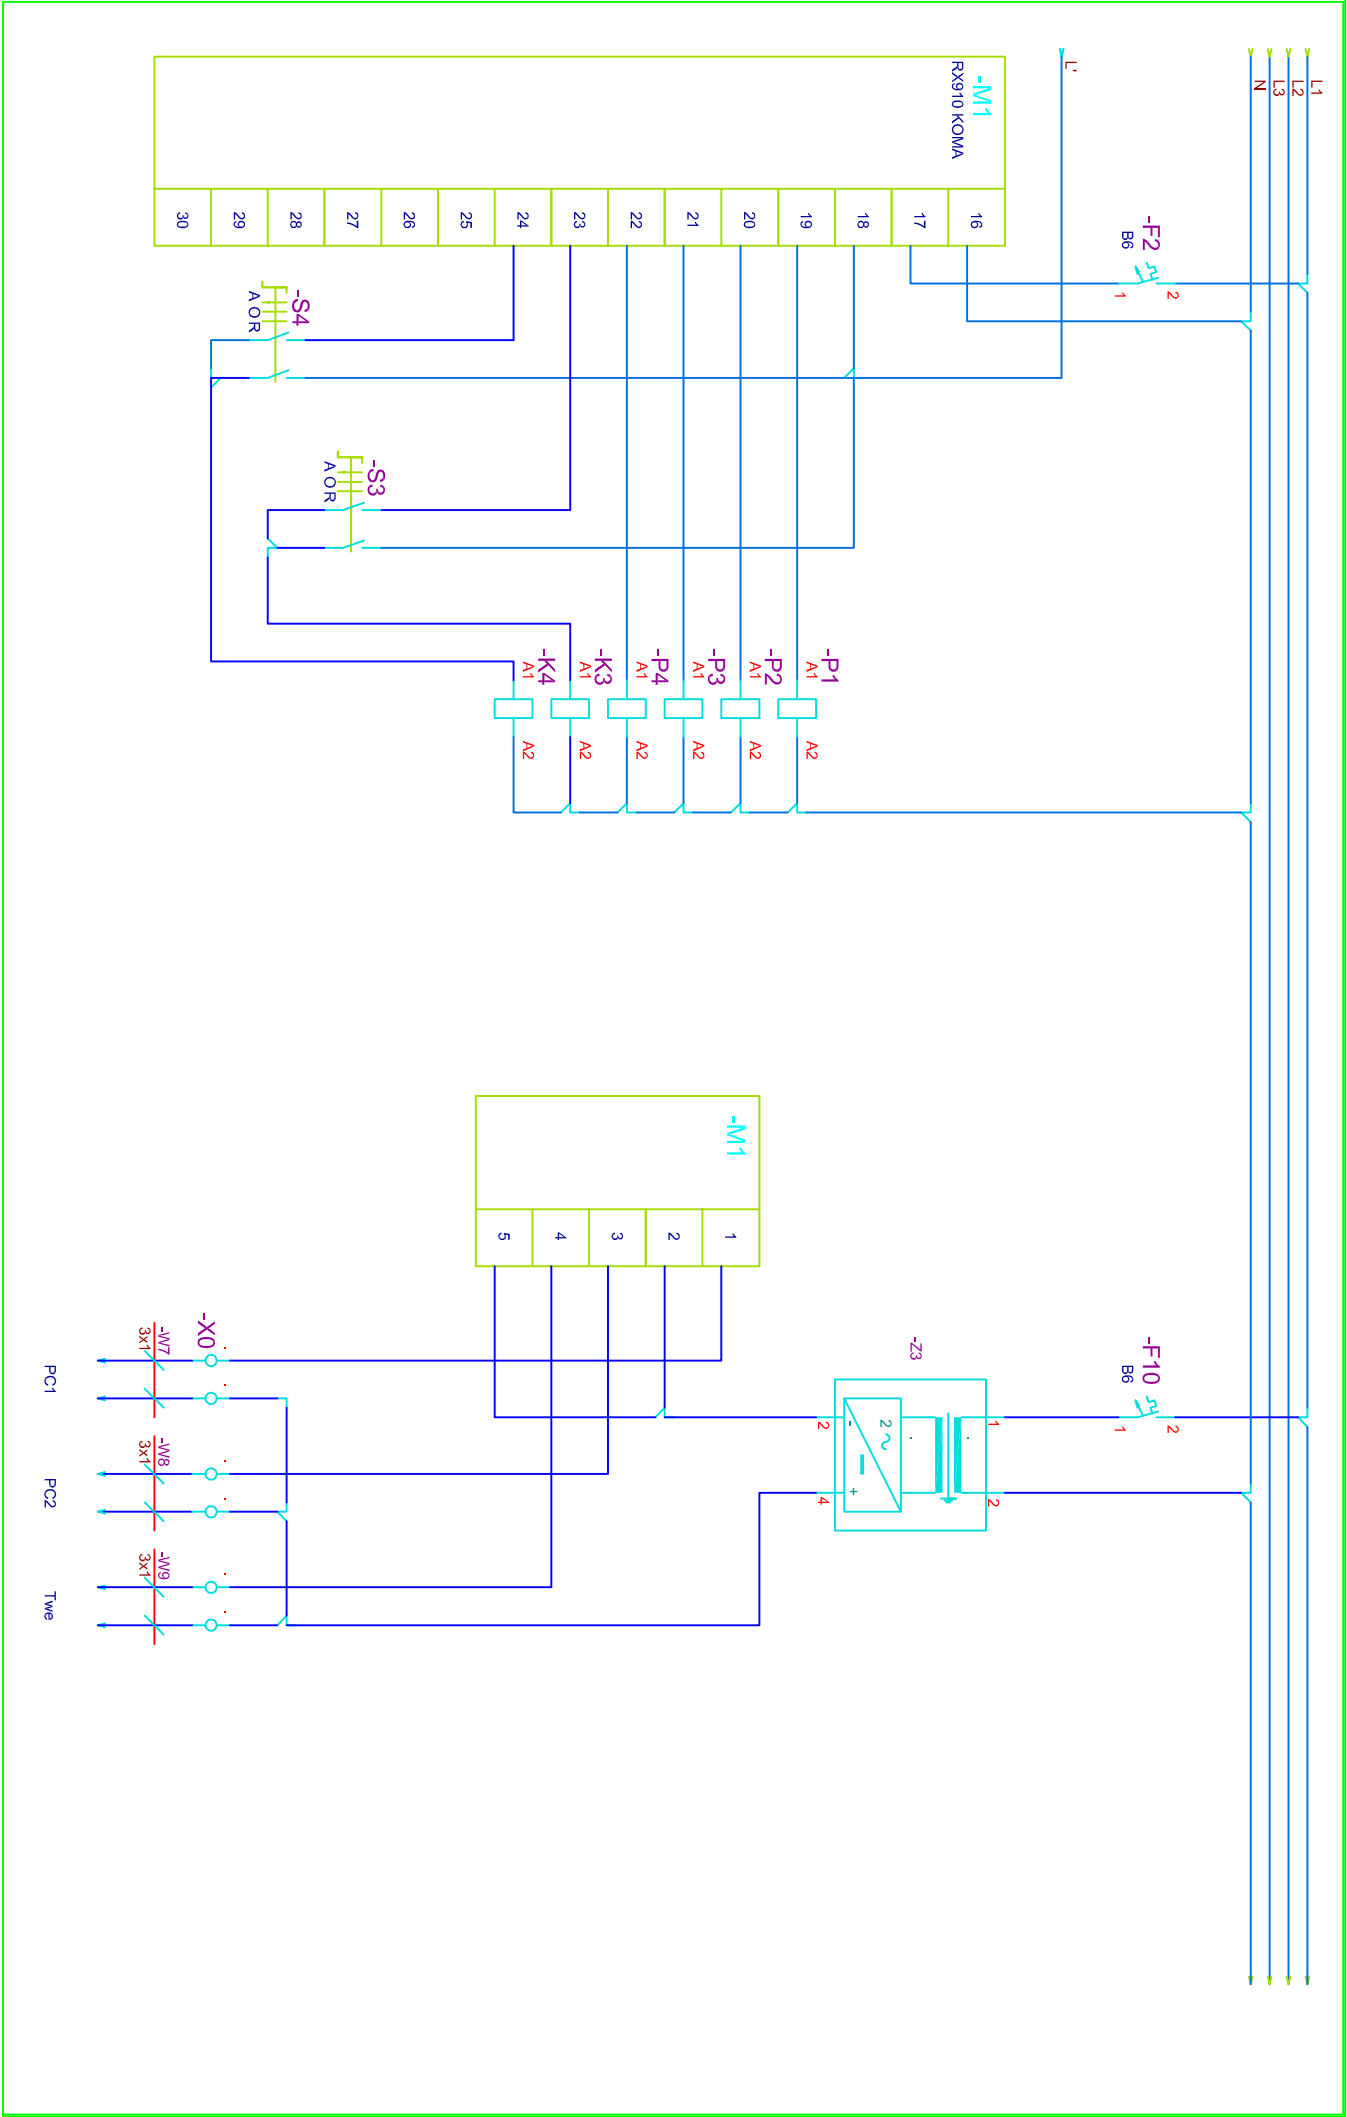 L1
L2
L3
N
L'
-F2
B6
1
2
-M1
RX910 KOMA
16
17
18
19
20
21
22
23
24
25
26
27
28
29
30
-S4
A O R
-S3
A O R
-P1
A1
A2
-P2
A1
A2
-P3
A1
A2
-P4
A1
A2
-K3
A1
A2
-K4
A1
A2
-M1
1
2
3
4
5
-F10
B6
1
2
-Z3
1
2
2 ~
-
+
2
4
-X0
-W7
3x1
-W8
3x1
-W9
3x1
PC1
PC2
Twe